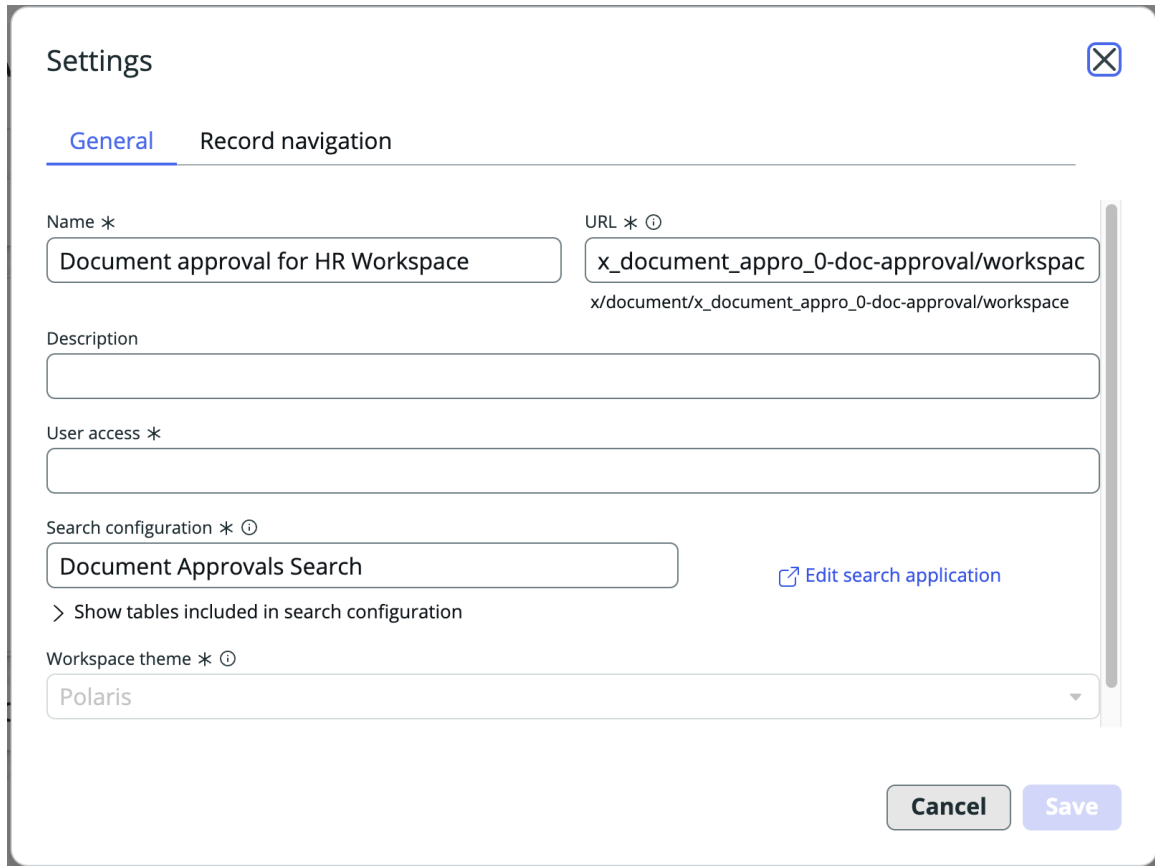 Settings
General
Record navigation
Name *
URL *
Document approval for HR Workspace
x_document_appro_0-doc-approval/workspac
x/document/x_document_appro_0-doc-approval/workspace
Description
User access *
Search configuration *
Document Approvals Search
Edit search application
Show tables included in search configuration
Workspace theme *
Polaris
Cancel
Save